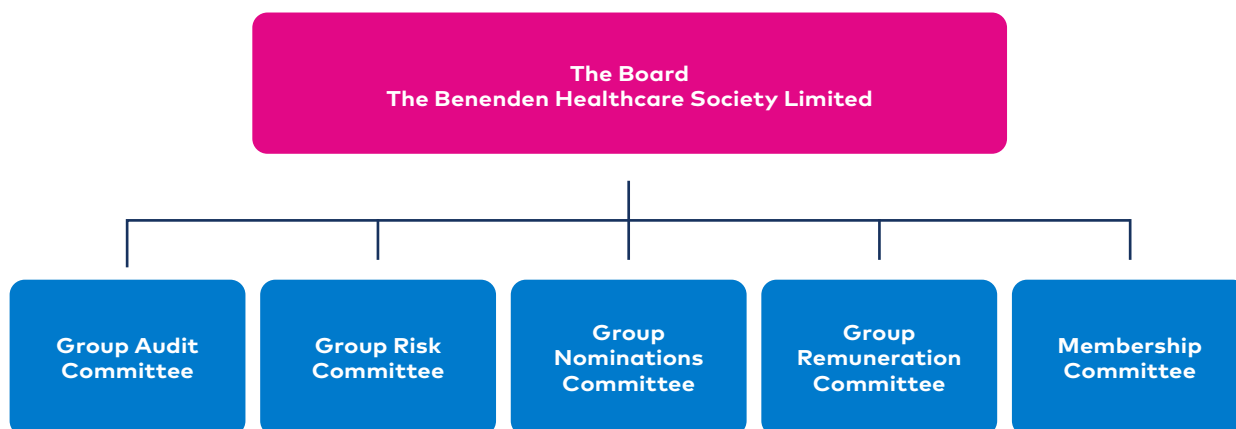 The Board
The Benenden Healthcare Society Limited
Group Audit
Committee
Group Risk
Committee
Group
Nominations
Committee
Group
Remuneration
Committee
Membership
Committee